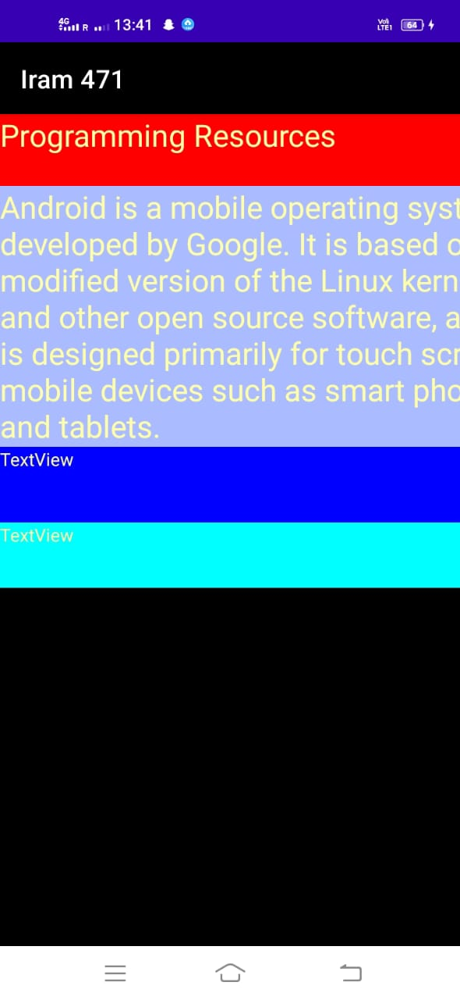 4G R 13:41 Vo) LTE1 64
Iram 471
Programming Resources
Android is a mobile operating syst
developed by Google. It is based o
modified version of the Linux kern
and other open source software, a
is designed primarily for touch scr
mobile devices such as smart pho
and tablets.
TextView
TextView